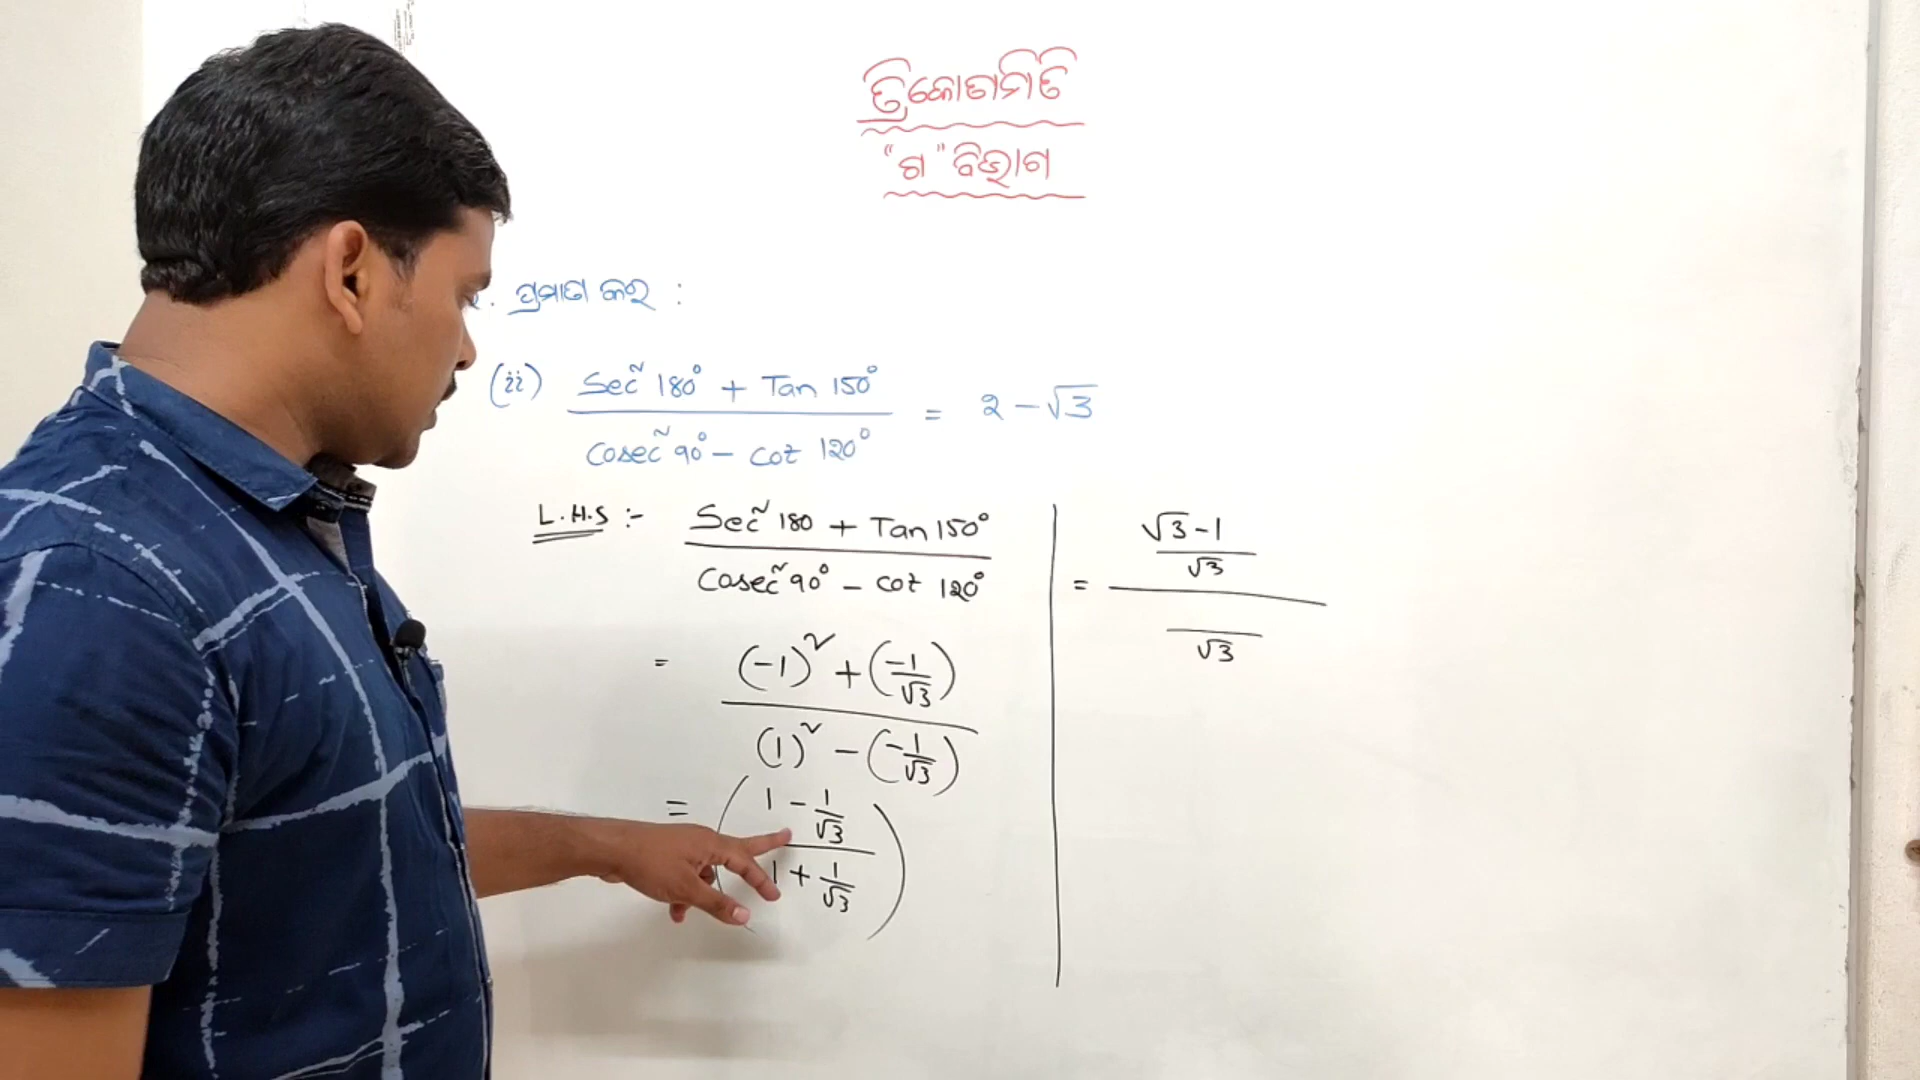 ତ୍ରିକୋଣମିତି
"ଗ" ବିଭାଗ
. ପ୍ରମାଣ କର :
(ii) Sec² 180° + Tan 150° / Cosec² 90° − Cot 120° = 2 − √3
L.H.S :- Sec² 180 + Tan 150° / Cosec² 90° − Cot 120°
= (−1)² + (−1/√3) / (1)² − (−1/√3)
= (1 − 1/√3 / 1 + 1/√3)
= √3 − 1 / √3 / √3